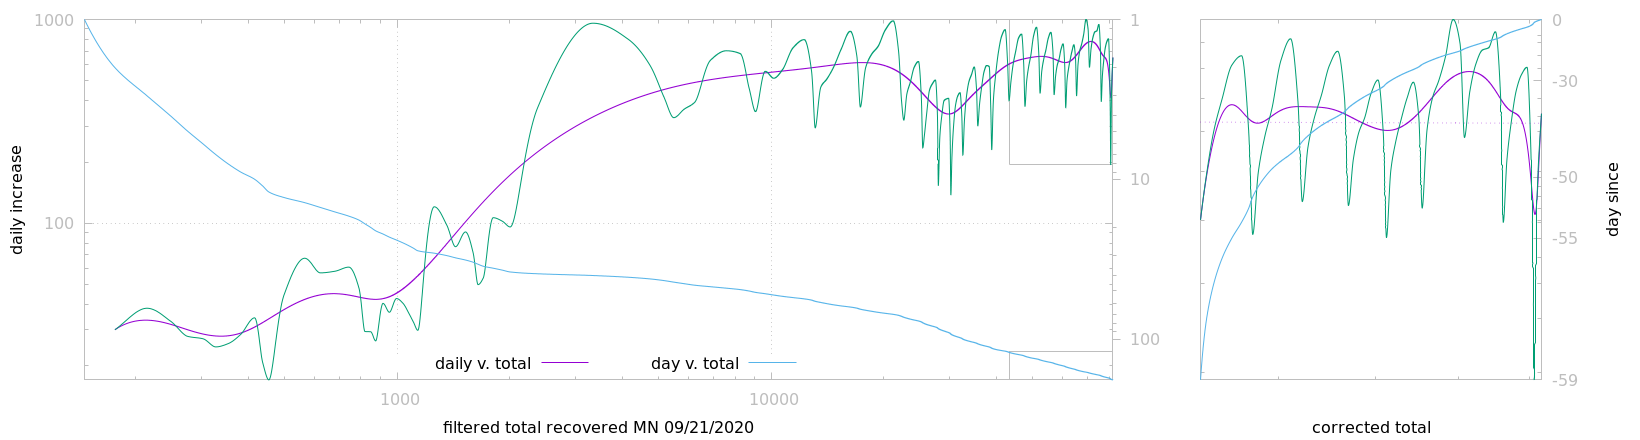 1000
100
daily increase
1000
10000
filtered total recovered MN 09/21/2020
daily v. total
day v. total
1
10
100
0
-30
-50
-55
-59
day since
corrected total